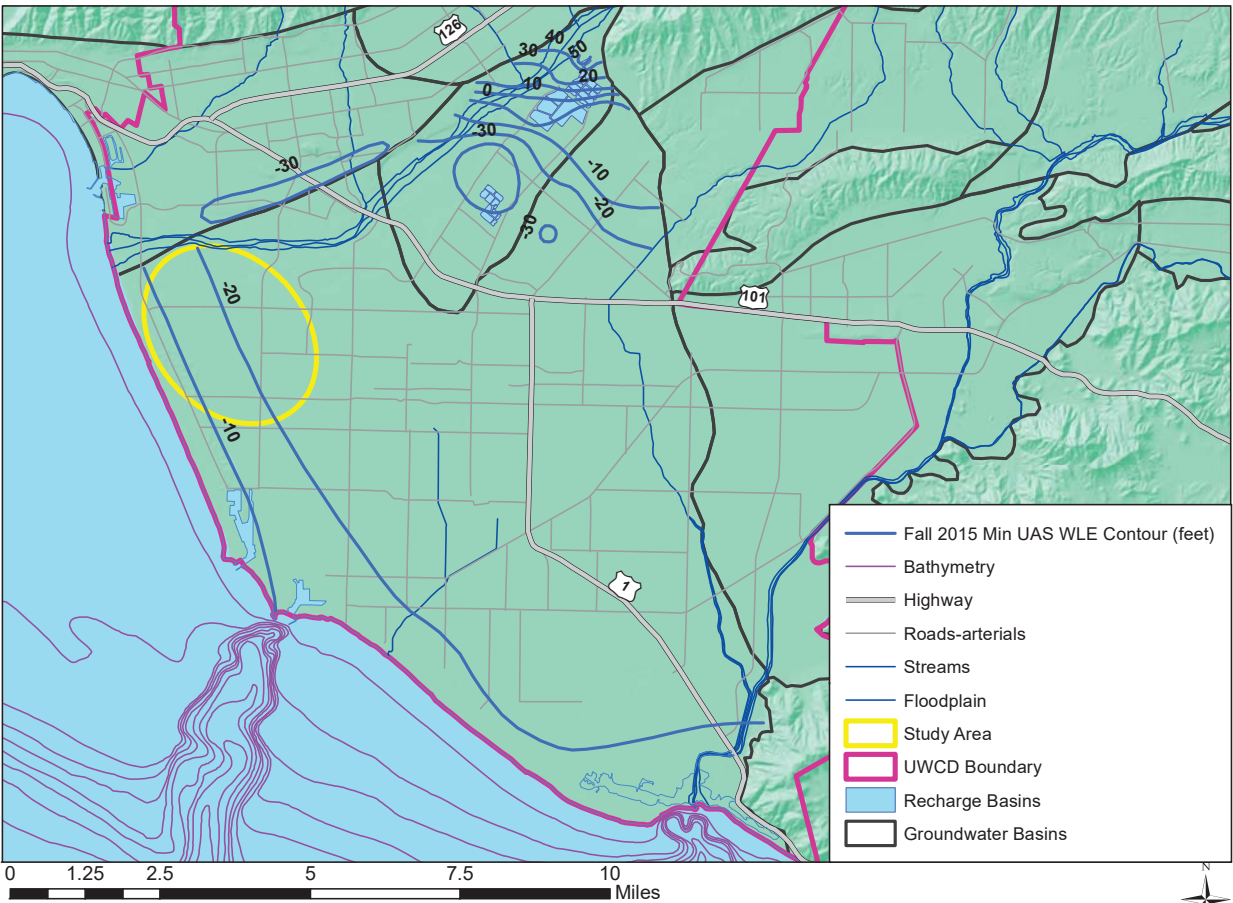 126
40
30
50
20
10
0
-30
-30
-10
-20
-30
-20
101
-10
1
Fall 2015 Min UAS WLE Contour (feet)
Bathymetry
Highway
Roads-arterials
Streams
Floodplain
Study Area
UWCD Boundary
Recharge Basins
Groundwater Basins
0 1.25 2.5 5 7.5 10
Miles
N